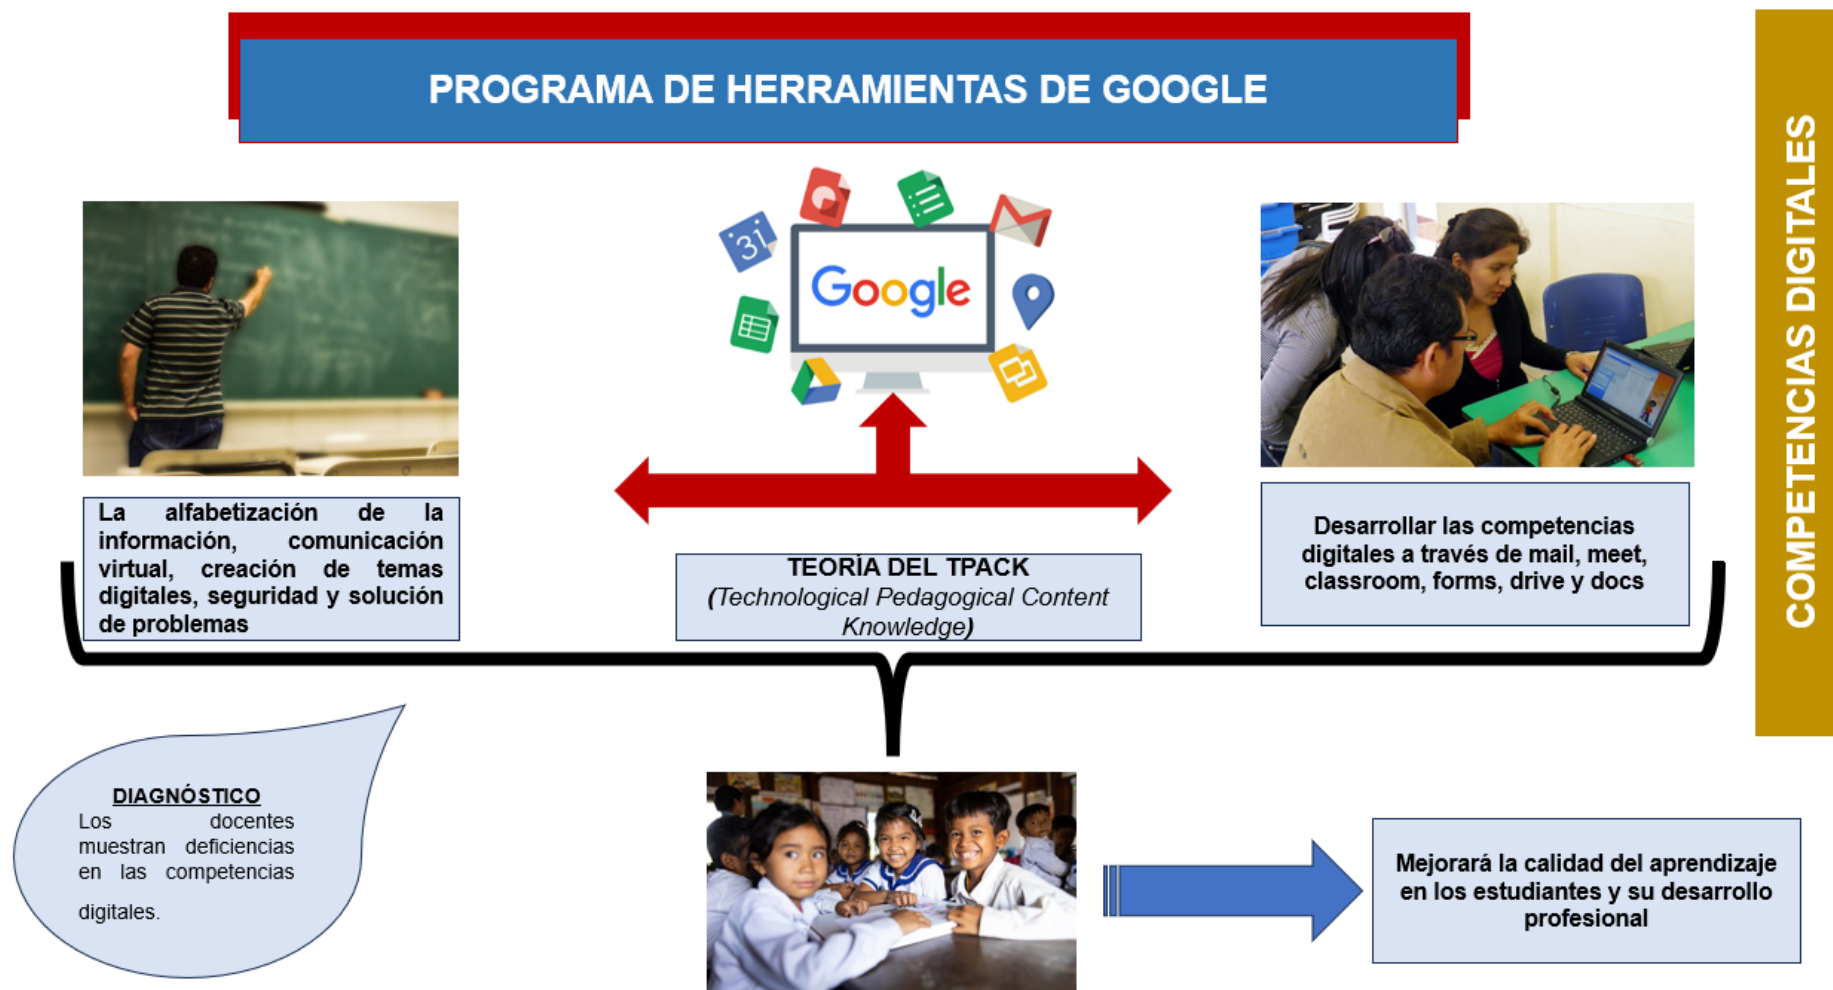 PROGRAMA DE HERRAMIENTAS DE GOOGLE
COMPETENCIAS DIGITALES
31
Google
La alfabetización de la
información, comunicación
virtual, creación de temas
digitales, seguridad y solución
de problemas
TEORÍA DEL TPACK
(Technological Pedagogical Content
Knowledge)
Desarrollar las competencias
digitales a través de mail, meet,
classroom, forms, drive y docs
DIAGNÓSTICO
Los docentes
muestran deficiencias
en las competencias
digitales.
Mejorará la calidad del aprendizaje
en los estudiantes y su desarrollo
profesional